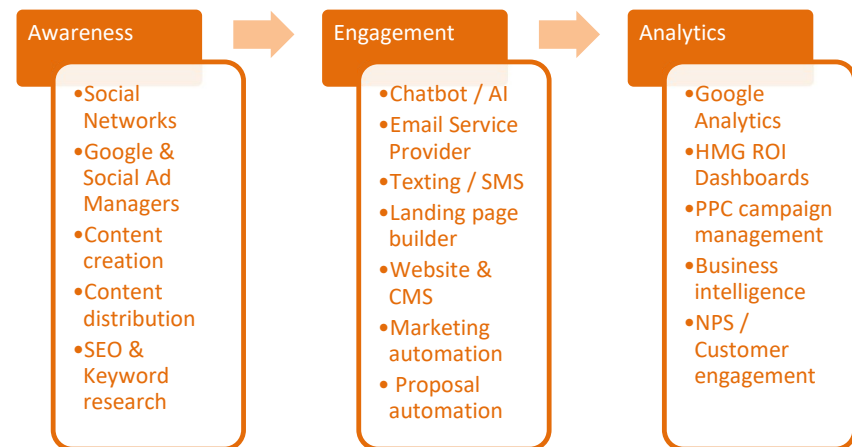 Awareness
•Social
Networks
•Google &
Social Ad
Managers
•Content
creation
•Content
distribution
•SEO &
Keyword
research
Engagement
•Chatbot / AI
•Email Service
Provider
•Texting / SMS
•Landing page
builder
•Website &
CMS
•Marketing
automation
• Proposal
automation
Analytics
•Google
Analytics
•HMG ROI
Dashboards
•PPC campaign
management
•Business
intelligence
•NPS /
Customer
engagement